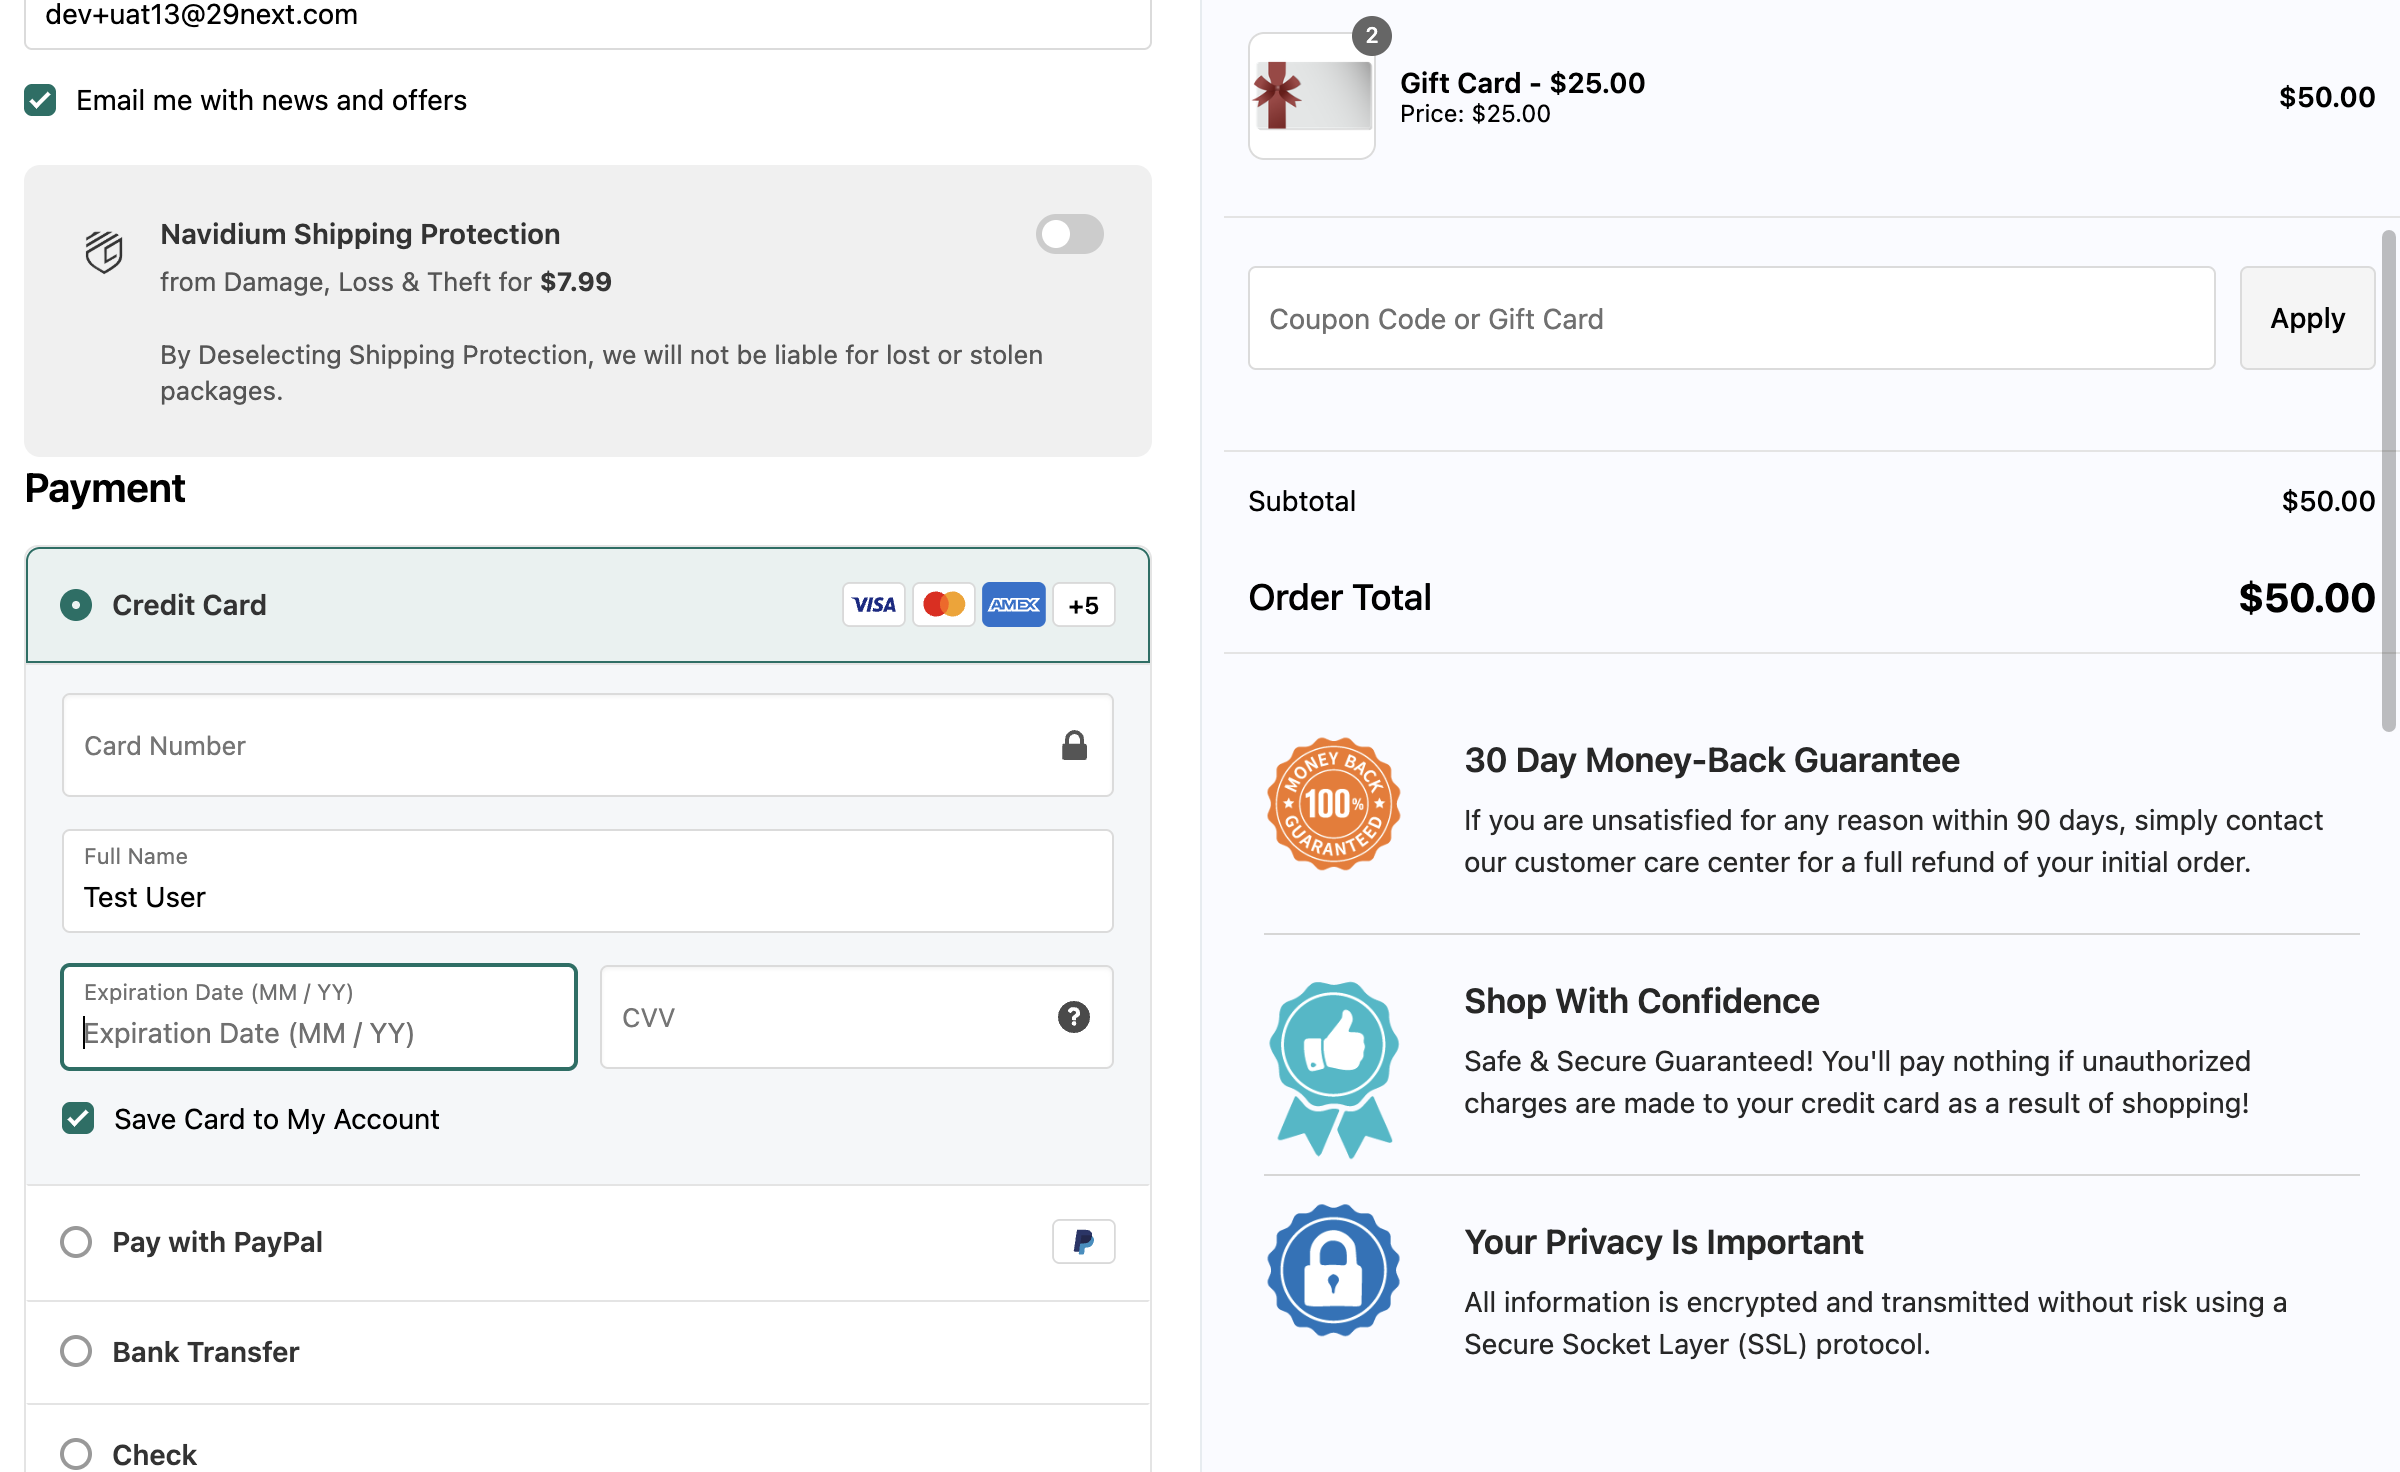 dev+uat13@29next.com
Email me with news and offers
Navidium Shipping Protection
from Damage, Loss & Theft for $7.99
By Deselecting Shipping Protection, we will not be liable for lost or stolen
packages.
Payment
Credit Card
VISA
AMEX
+5
Card Number
Full Name
Test User
Expiration Date (MM / YY)
Expiration Date (MM / YY)
CVV
?
Save Card to My Account
Pay with PayPal
P
Bank Transfer
Check
2
Gift Card - $25.00
Price: $25.00
$50.00
Coupon Code or Gift Card
Apply
Subtotal
$50.00
Order Total
$50.00
MONEY BACK
100%
GUARANTEED
30 Day Money-Back Guarantee
If you are unsatisfied for any reason within 90 days, simply contact
our customer care center for a full refund of your initial order.
Shop With Confidence
Safe & Secure Guaranteed! You'll pay nothing if unauthorized
charges are made to your credit card as a result of shopping!
Your Privacy Is Important
All information is encrypted and transmitted without risk using a
Secure Socket Layer (SSL) protocol.